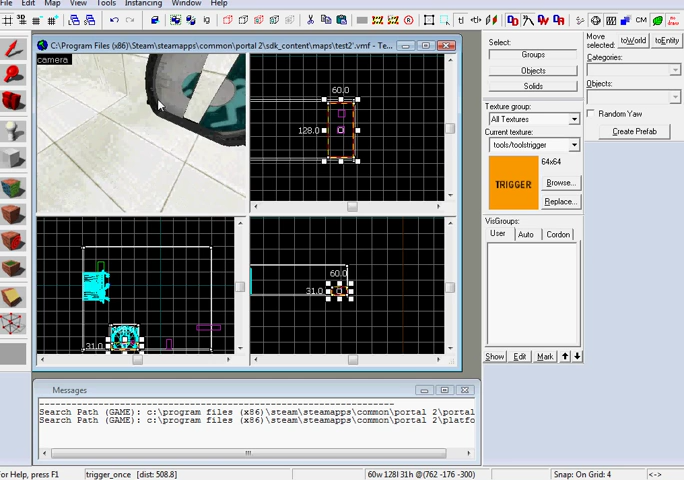 Edit Map View Tools Instancing Window Help
C:\Program Files (x86)\Steam\steamapps\common\portal 2\sdk_content\maps\test2'.vmf - Te...
camera
60.0
128.0
31.0
60.0
31.0
Select:
Groups
Objects
Solids
Texture group:
All Textures
Current texture:
tools/toolstrigger
64x64
TRIGGER
Browse...
Replace...
VisGroups:
User Auto Cordon
Show Edit Mark
Move
selected:
toWorld toEntity
Categories:
Objects:
Random Yaw
Create Prefab
Messages
Search Path (GAME): c:\program files (x86)\steam\steamapps\common\portal 2\portal
Search Path (GAME): c:\program files (x86)\steam\steamapps\common\portal 2\platfo
For Help, press F1
trigger_once [dist: 508.8]
60w 128l 31h @(762 -176 -300)
Snap: On Grid: 4
<->